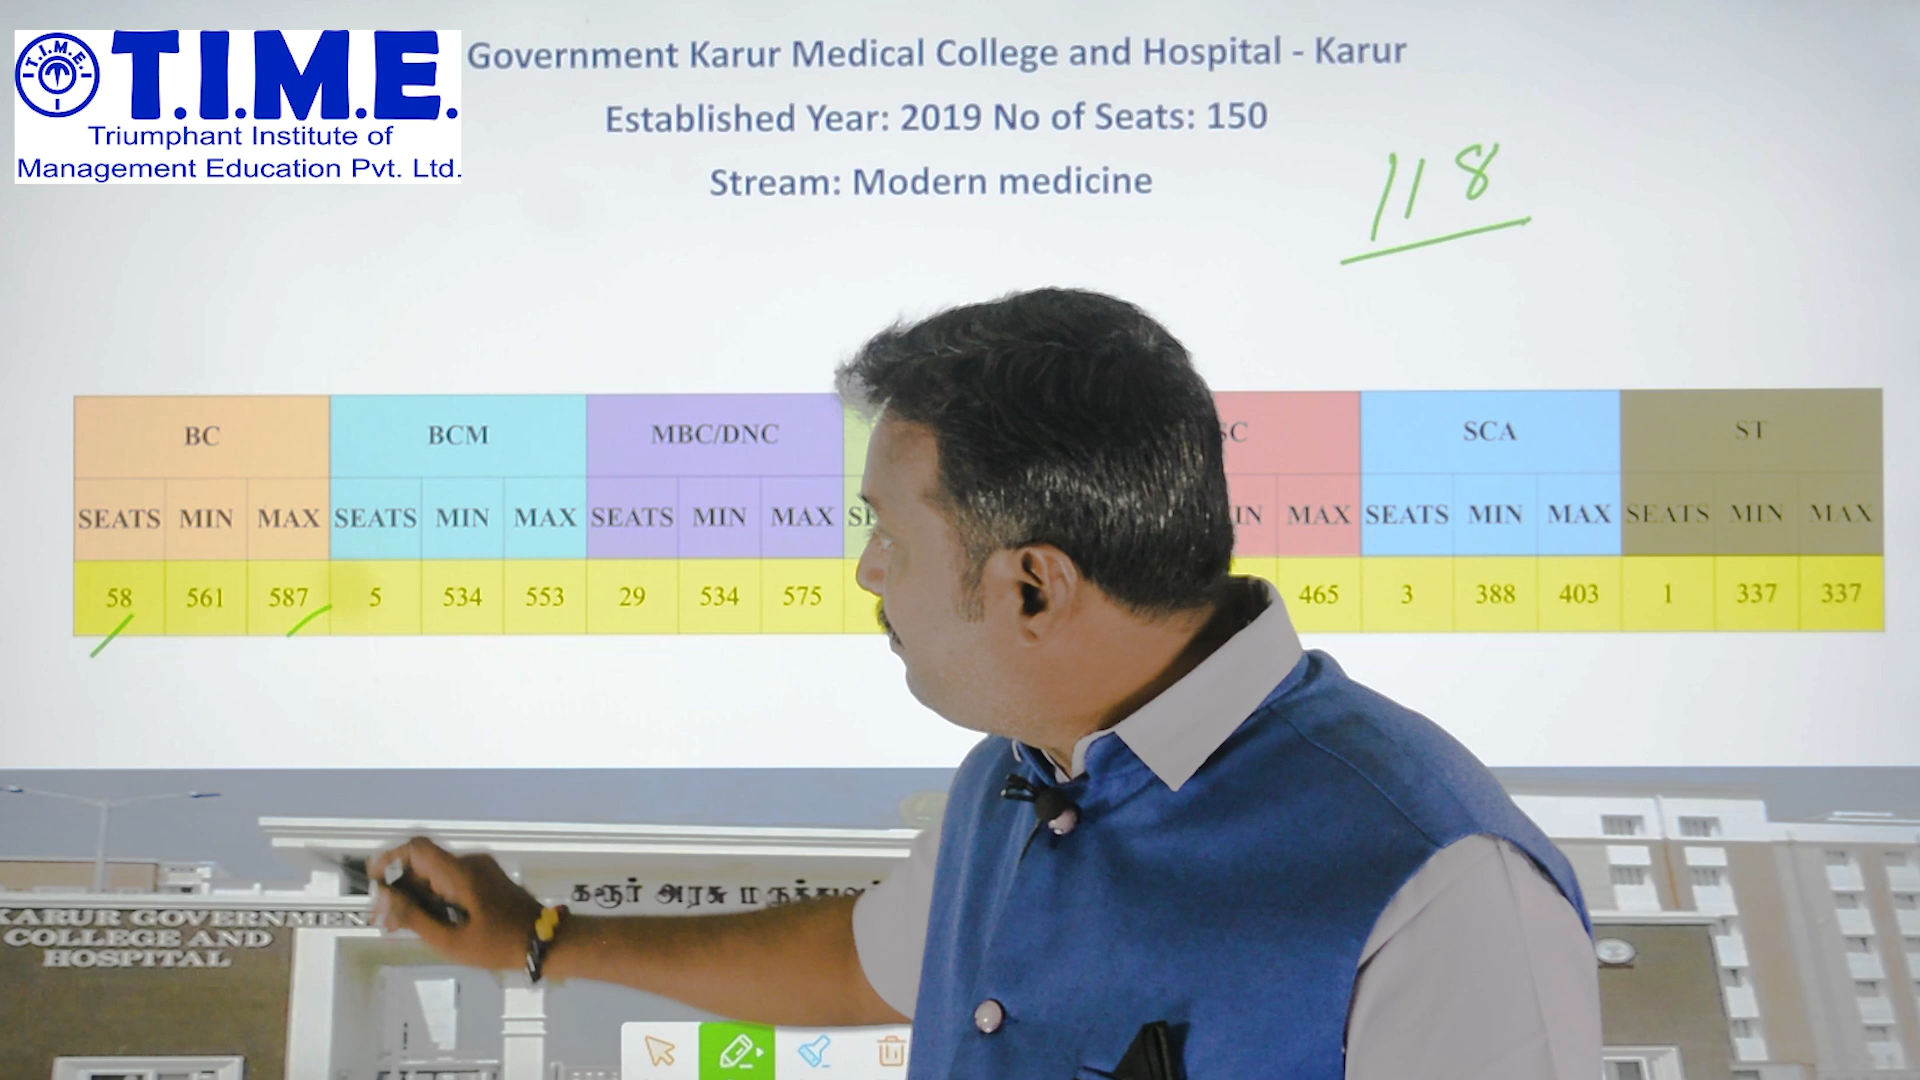 T.I.M.E.
T.I.M.E.
Triumphant Institute of
Management Education Pvt. Ltd.
Government Karur Medical College and Hospital - Karur
Established Year: 2019 No of Seats: 150
Stream: Modern medicine
118
BC BCM MBC/DNC SCA ST
SEATS MIN MAX SEATS MIN MAX SEATS MIN MAX MAX SEATS MIN MAX SEATS MIN MAX
58 561 587 5 534 553 29 534 575 465 3 388 403 1 337 337
கரூர் அரசு
KARUR GOVERNMEN
COLLEGE AND
HOSPITAL